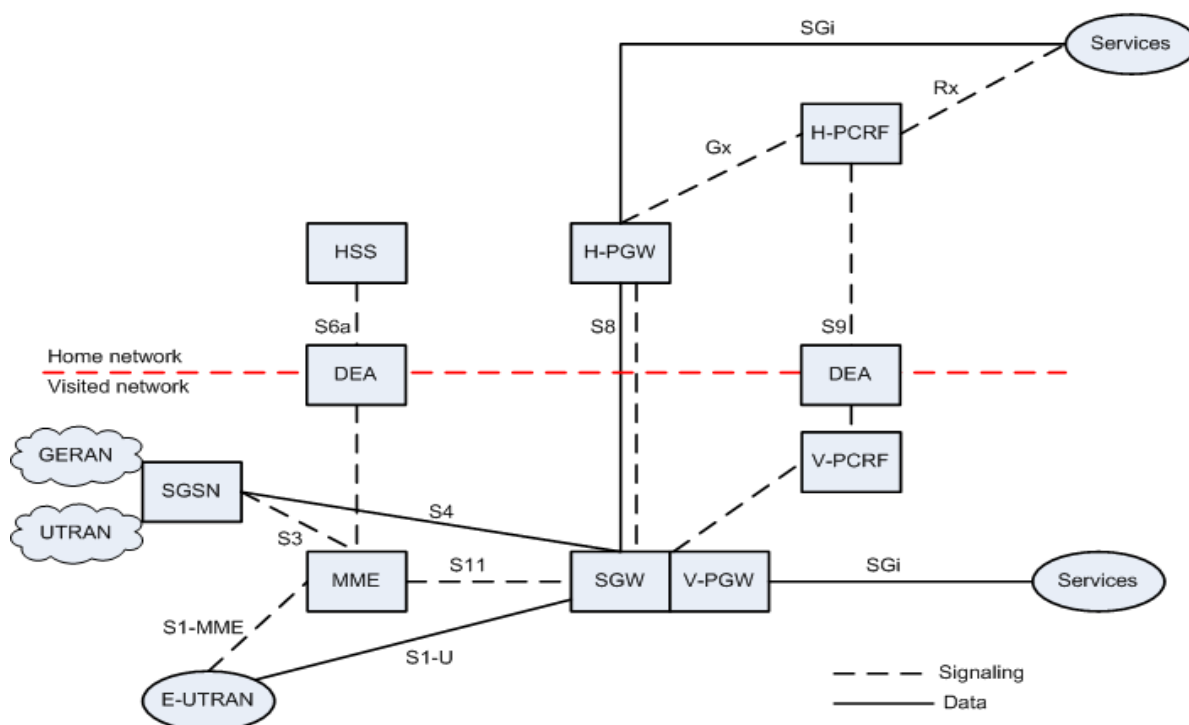 SGi
Services
Rx
H-PCRF
Gx
HSS
H-PGW
S6a
S8
S9
Home network
DEA
DEA
Visited network
GERAN
V-PCRF
SGSN
S4
UTRAN
S3
S11
SGi
MME
SGW
V-PGW
Services
S1-MME
S1-U
Signaling
E-UTRAN
Data